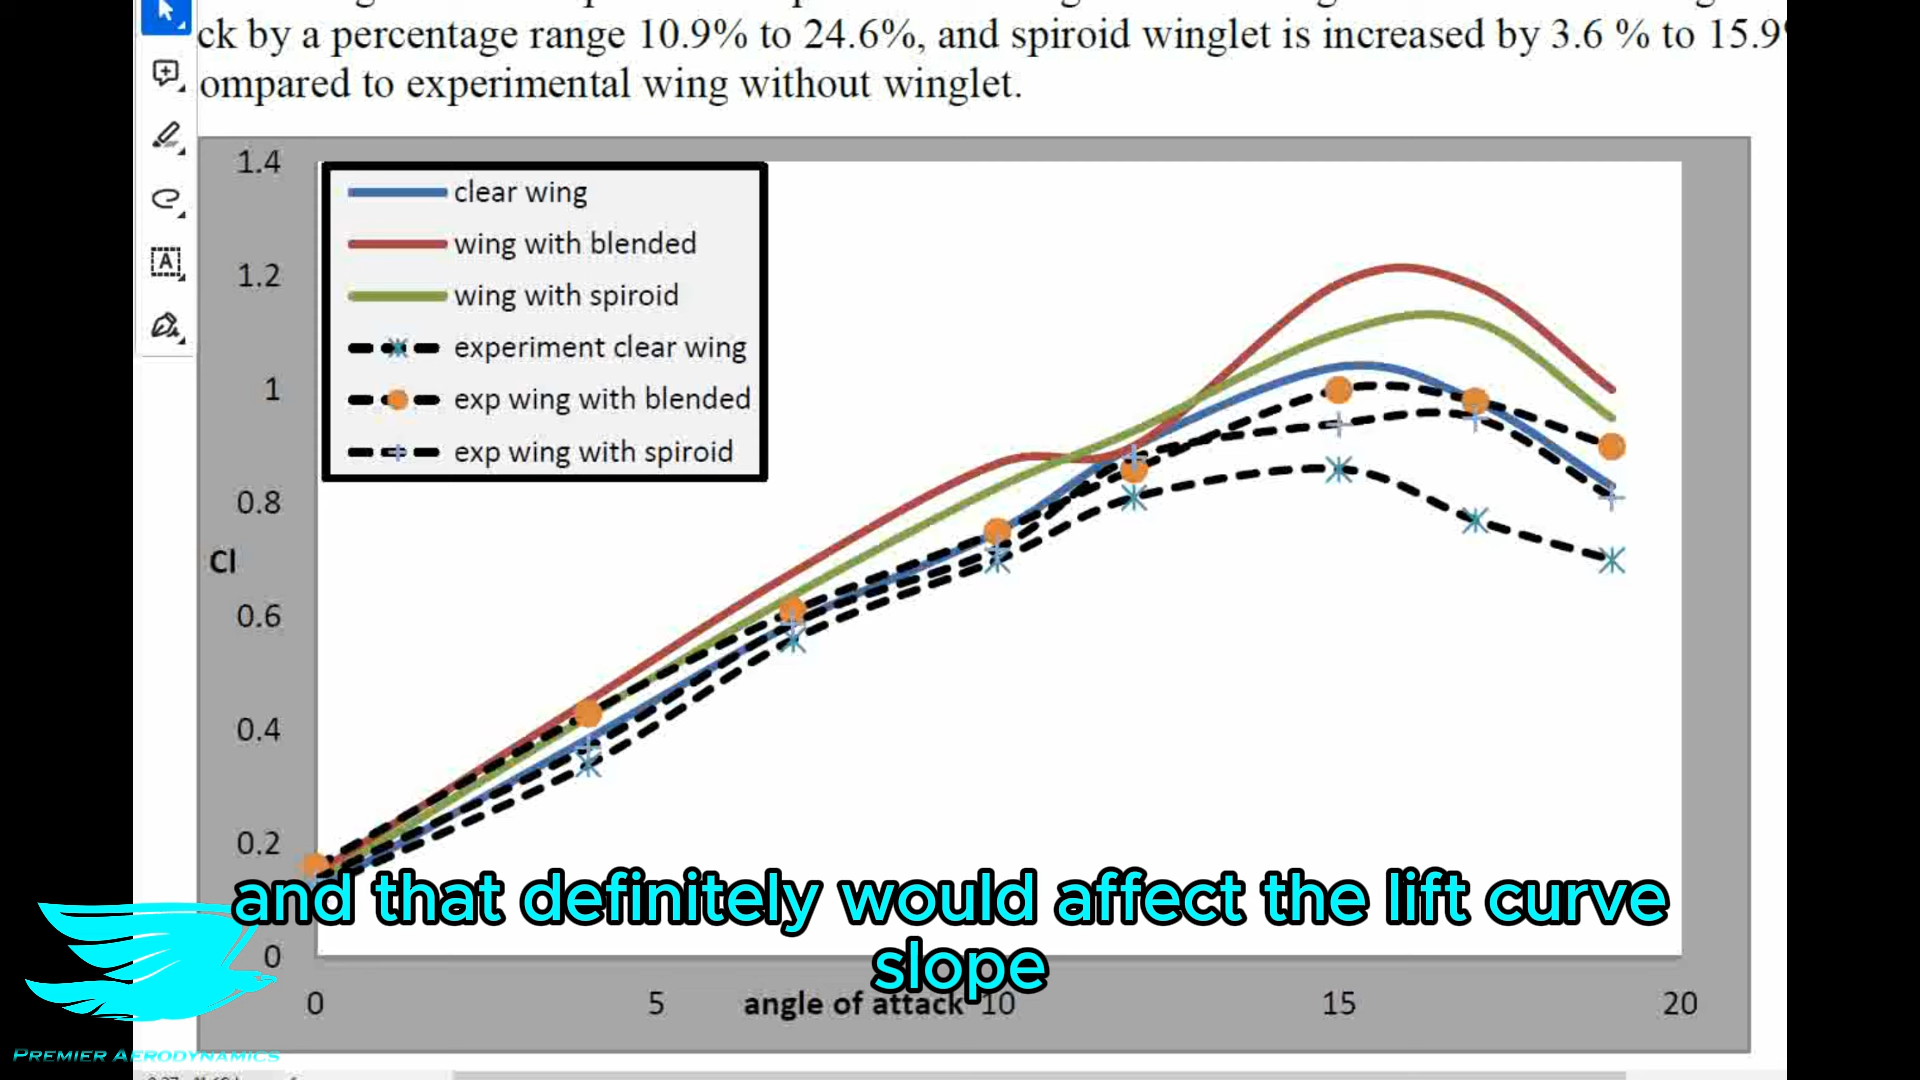 ck by a percentage range 10.9% to 24.6%, and spiroid winglet is increased by 3.6 % to 15.9%
ompared to experimental wing without winglet.
1.4
1.2
1
0.8
Cl
0.6
0.4
0.2
0
clear wing
wing with blended
wing with spiroid
experiment clear wing
exp wing with blended
exp wing with spiroid
and that definitely would affect the lift curve
slope
0 5 angle of attack 10 15 20
PREMIER AERODYNAMICS